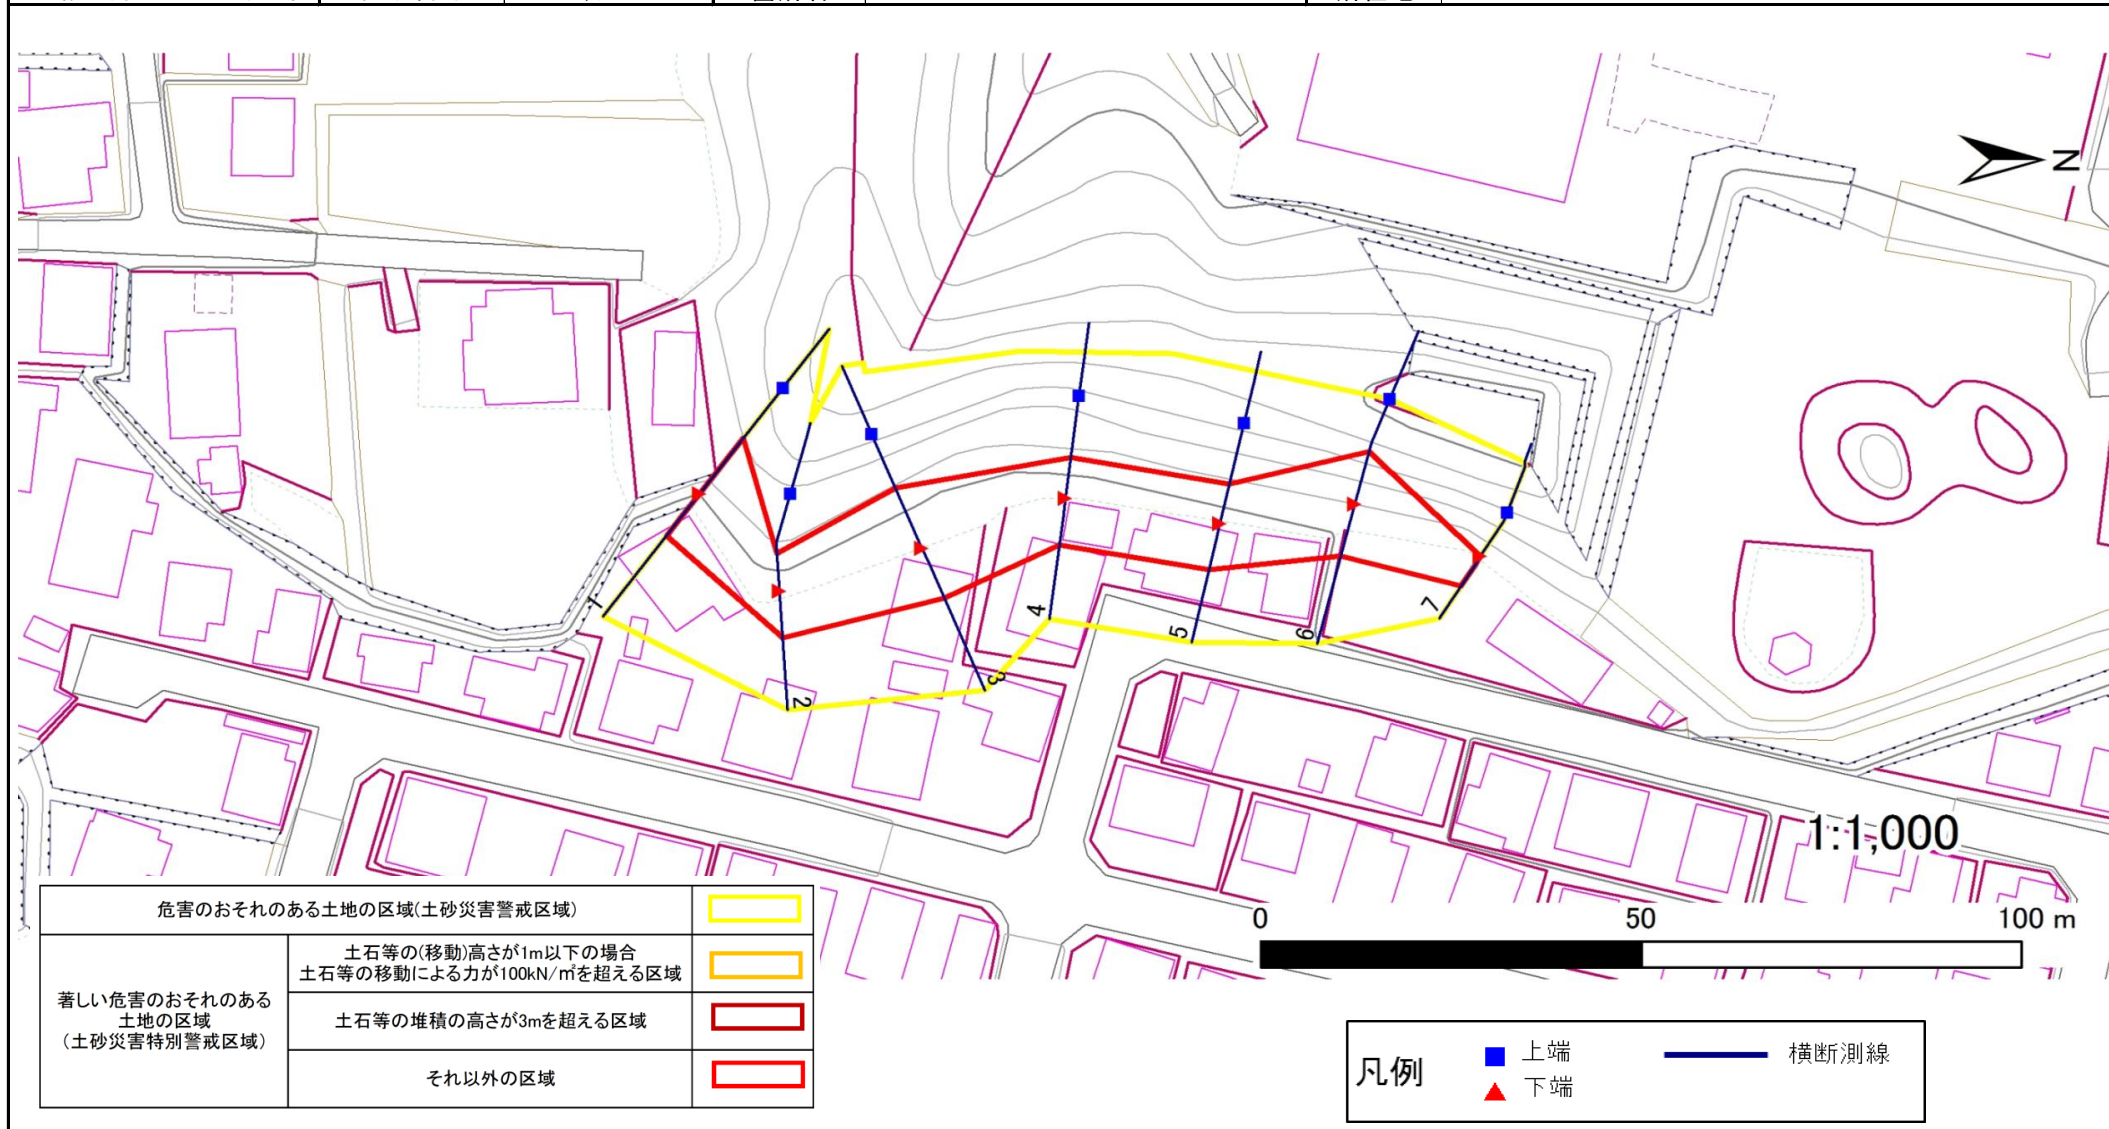 N
1
2
3
4
5
6
7
1:1,000
0 50 100 m
危害のおそれのある土地の区域(土砂災害警戒区域)
著しい危害のおそれのある
土地の区域
(土砂災害特別警戒区域)
土石等の(移動)高さが1m以下の場合
土石等の移動による力が100kN/㎡を超える区域
土石等の堆積の高さが3mを超える区域
それ以外の区域
凡例
上端
下端
横断測線